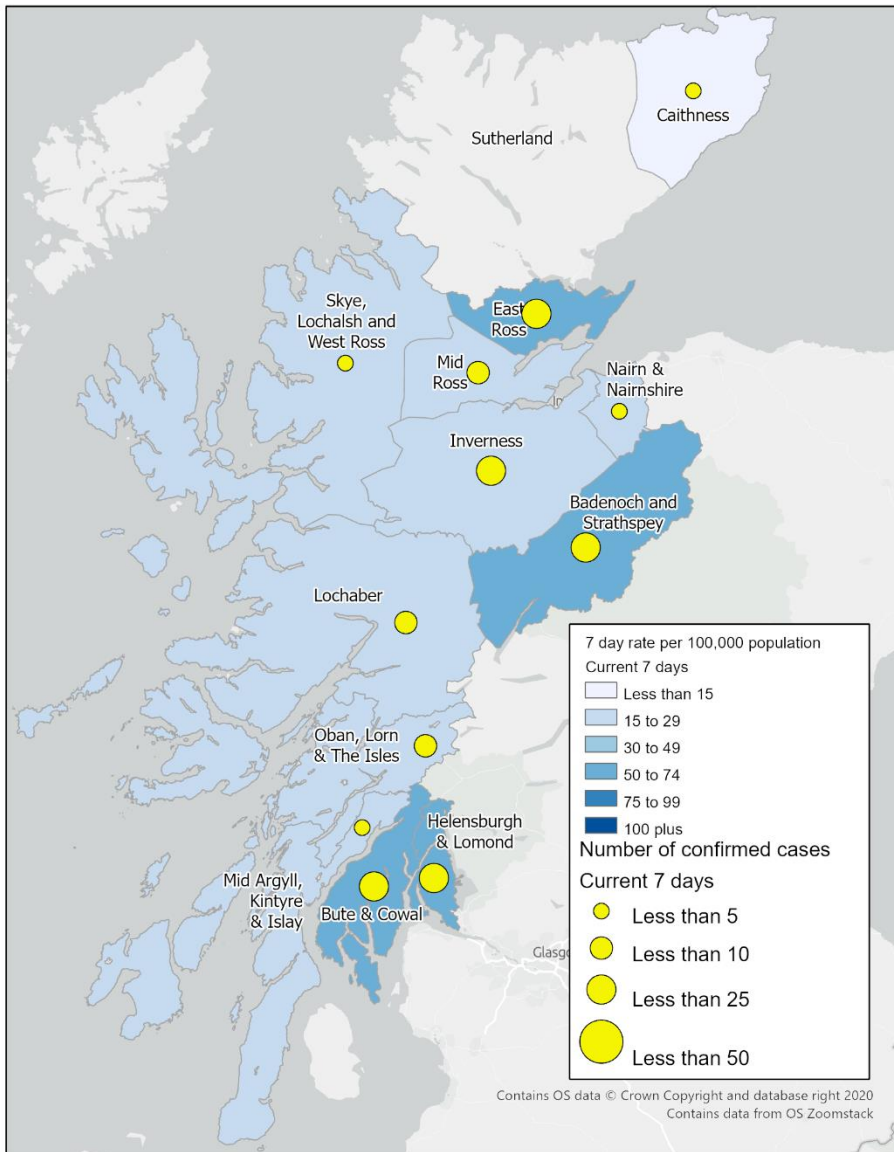 Caithness
Sutherland
Skye,
Lochalsh and
West Ross
East
Ross
Mid
Ross
Nairn &
Nairnshire
Inverness
Badenoch and
Strathspey
Lochaber
Oban, Lorn
& The Isles
Helensburgh
& Lomond
Mid Argyll,
Kintyre
& Islay
Bute & Cowal
7 day rate per 100,000 population
Current 7 days
Less than 15
15 to 29
30 to 49
50 to 74
75 to 99
100 plus
Number of confirmed cases
Current 7 days
Less than 5
Less than 10
Less than 25
Less than 50
Contains OS data © Crown Copyright and database right 2020
Contains data from OS Zoomstack